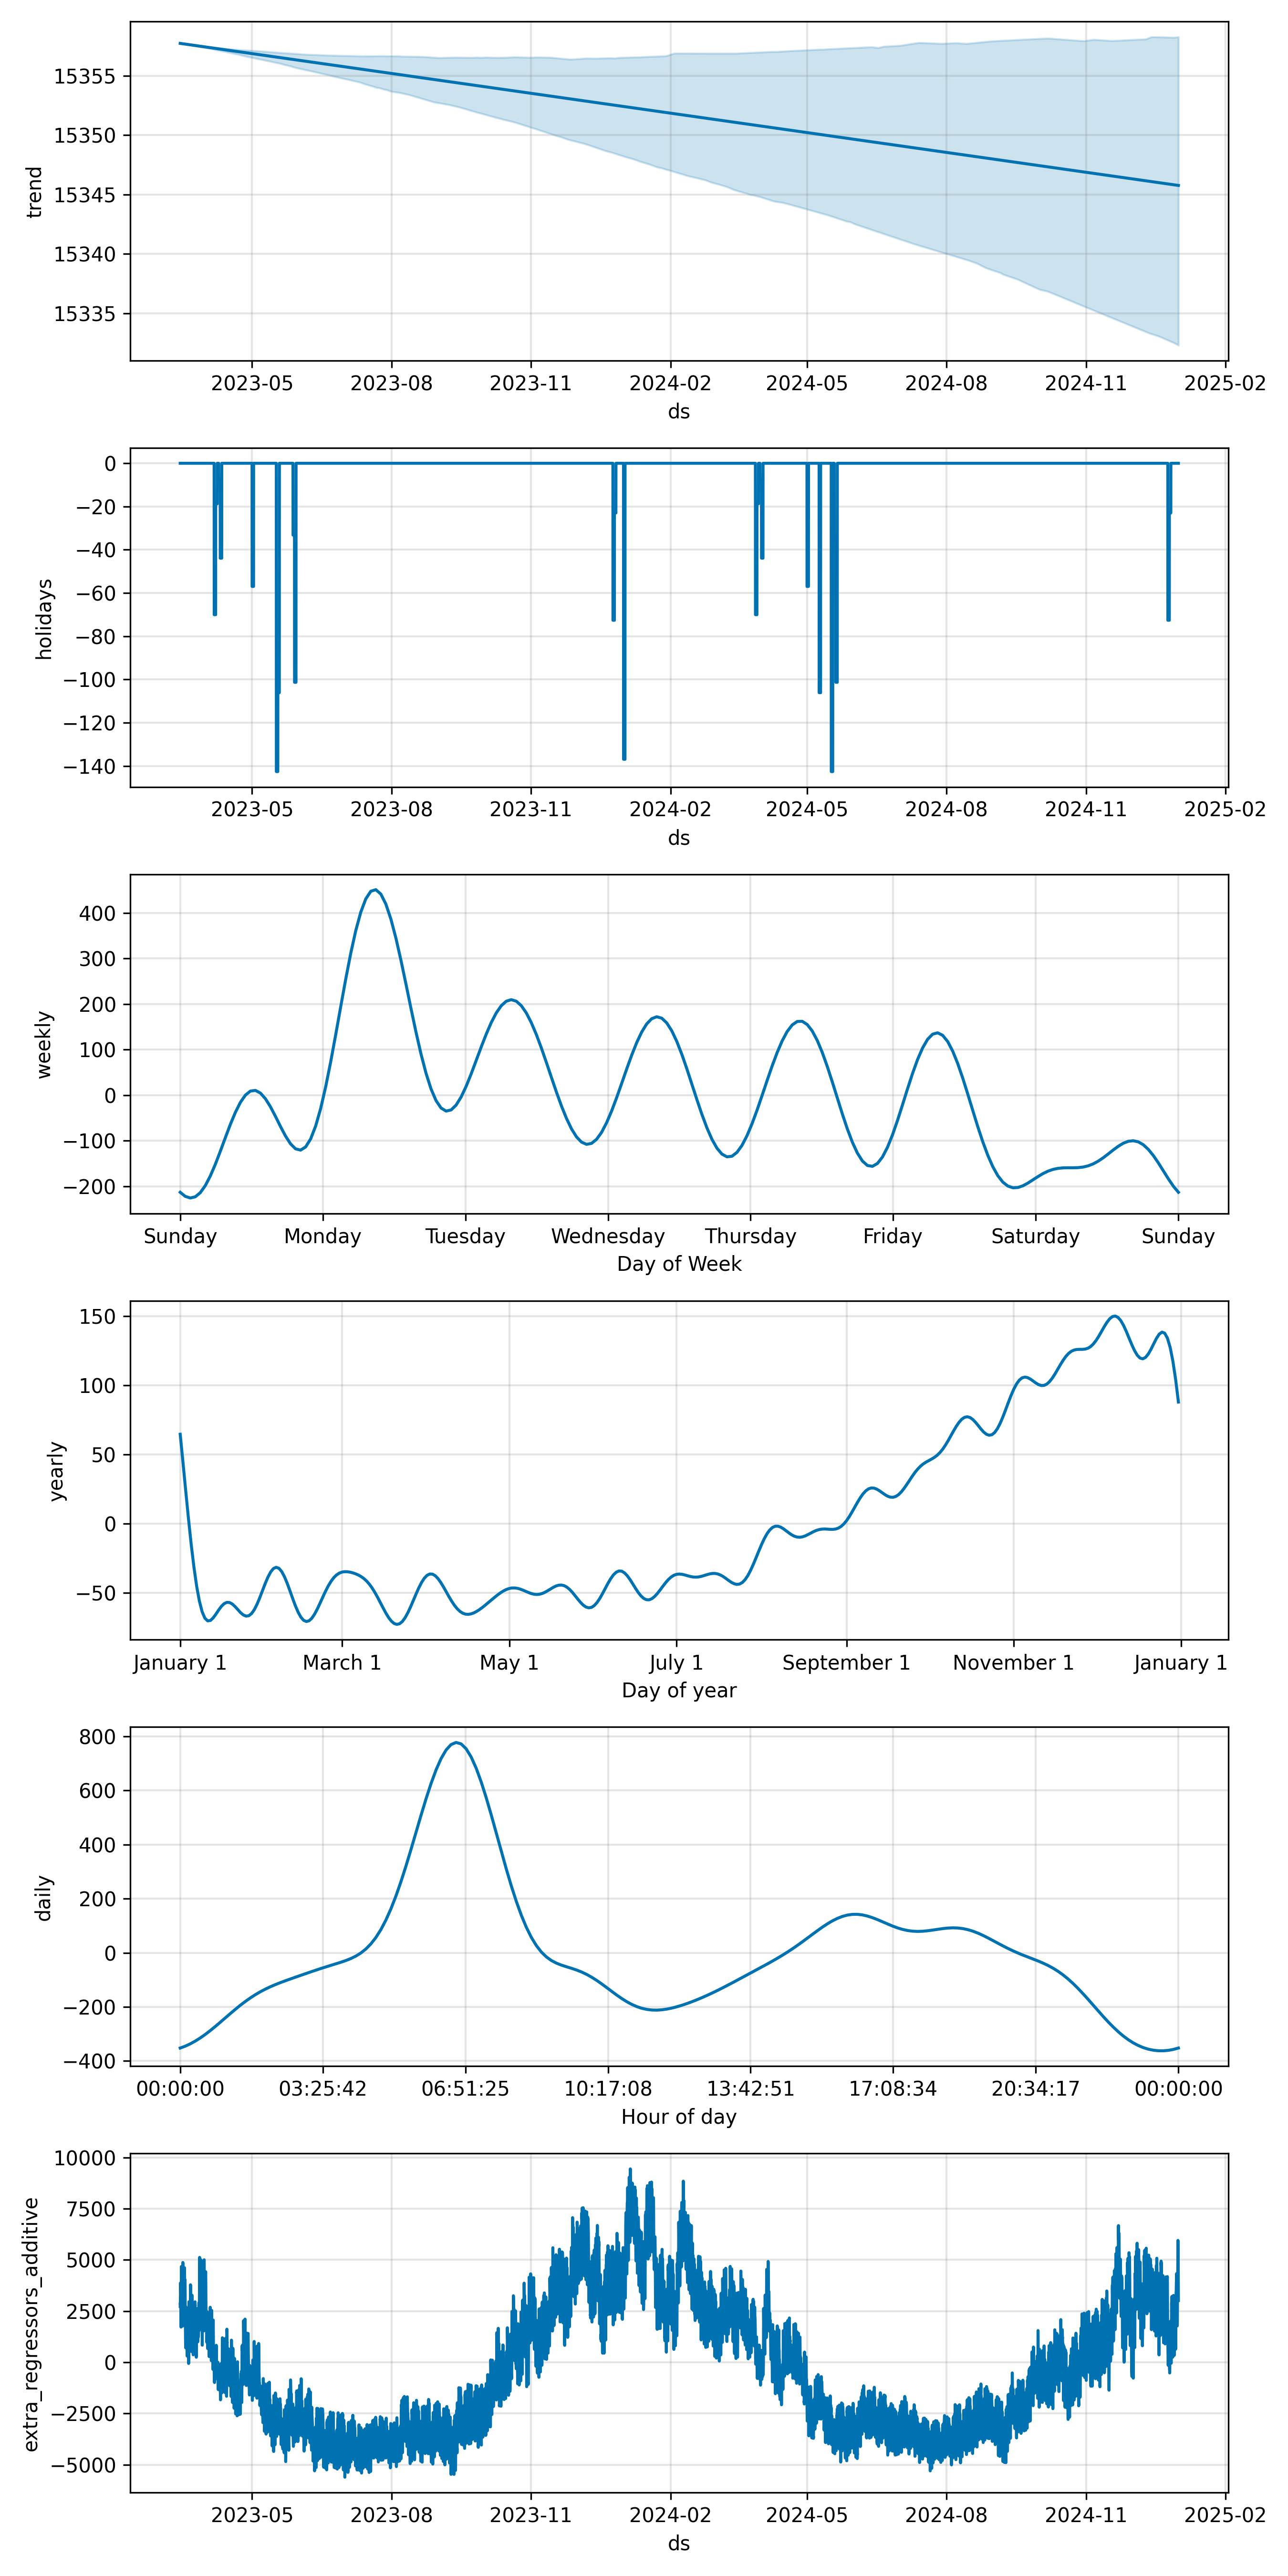 15355
15350
15345
15340
15335
trend
2023-05 2023-08 2023-11 2024-02 2024-05 2024-08 2024-11 2025-02
ds
0
−20
−40
−60
−80
−100
−120
−140
holidays
2023-05 2023-08 2023-11 2024-02 2024-05 2024-08 2024-11 2025-02
ds
400
300
200
100
0
−100
−200
weekly
Sunday Monday Tuesday Wednesday Thursday Friday Saturday Sunday
Day of Week
150
100
50
0
−50
yearly
January 1 March 1 May 1 July 1 September 1 November 1 January 1
Day of year
800
600
400
200
0
−200
−400
daily
00:00:00 03:25:42 06:51:25 10:17:08 13:42:51 17:08:34 20:34:17 00:00:00
Hour of day
10000
7500
5000
2500
0
−2500
−5000
extra_regressors_additive
2023-05 2023-08 2023-11 2024-02 2024-05 2024-08 2024-11 2025-02
ds